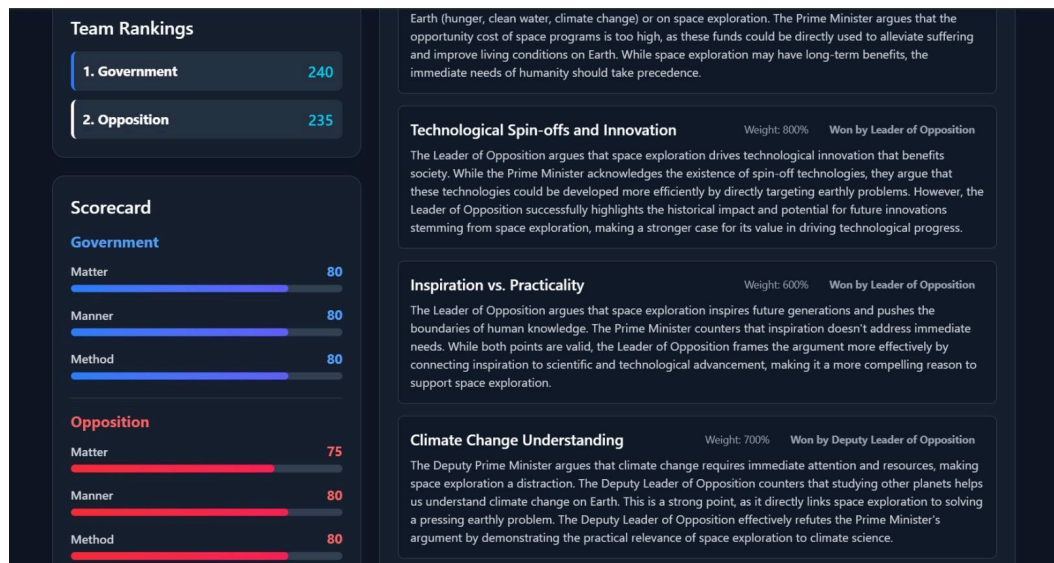 Team Rankings
1. Government 240
2. Opposition 235
Scorecard
Government
Matter 80
Manner 80
Method 80
Opposition
Matter 75
Manner 80
Method 80
Earth (hunger, clean water, climate change) or on space exploration. The Prime Minister argues that the
opportunity cost of space programs is too high, as these funds could be directly used to alleviate suffering
and improve living conditions on Earth. While space exploration may have long-term benefits, the
immediate needs of humanity should take precedence.
Technological Spin-offs and Innovation Weight: 800% Won by Leader of Opposition
The Leader of Opposition argues that space exploration drives technological innovation that benefits
society. While the Prime Minister acknowledges the existence of spin-off technologies, they argue that
these technologies could be developed more efficiently by directly targeting earthly problems. However, the
Leader of Opposition successfully highlights the historical impact and potential for future innovations
stemming from space exploration, making a stronger case for its value in driving technological progress.
Inspiration vs. Practicality Weight: 600% Won by Leader of Opposition
The Leader of Opposition argues that space exploration inspires future generations and pushes the
boundaries of human knowledge. The Prime Minister counters that inspiration doesn't address immediate
needs. While both points are valid, the Leader of Opposition frames the argument more effectively by
connecting inspiration to scientific and technological advancement, making it a more compelling reason to
support space exploration.
Climate Change Understanding Weight: 700% Won by Deputy Leader of Opposition
The Deputy Prime Minister argues that climate change requires immediate attention and resources, making
space exploration a distraction. The Deputy Leader of Opposition counters that studying other planets helps
us understand climate change on Earth. This is a strong point, as it directly links space exploration to solving
a pressing earthly problem. The Deputy Leader of Opposition effectively refutes the Prime Minister's
argument by demonstrating the practical relevance of space exploration to climate science.